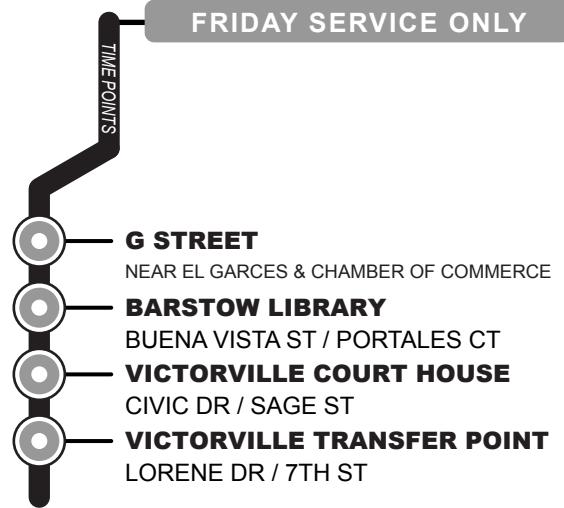 FRIDAY SERVICE ONLY
TIME POINTS
G STREET
NEAR EL GARCES & CHAMBER OF COMMERCE
BARSTOW LIBRARY
BUENA VISTA ST / PORTALES CT
VICTORVILLE COURT HOUSE
CIVIC DR / SAGE ST
VICTORVILLE TRANSFER POINT
LORENE DR / 7TH ST